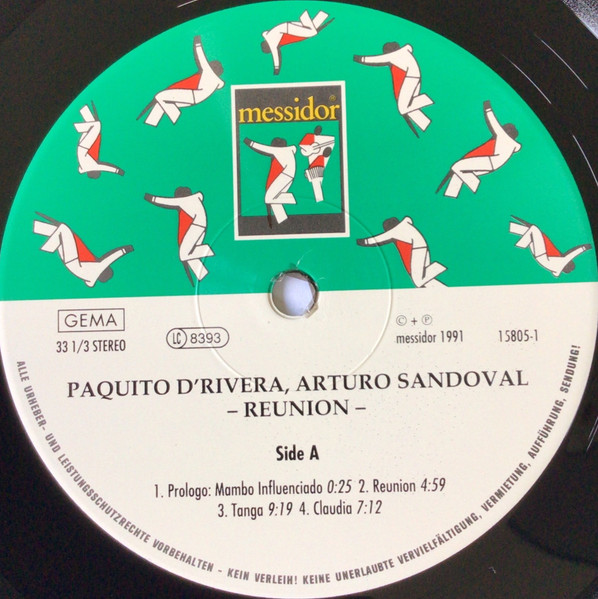 messidor®
GEMA
33 1/3 STEREO
LC 8393
© + ℗
messidor 1991
15805-1
PAQUITO D'RIVERA, ARTURO SANDOVAL
– REUNION –
Side A
1. Prologo: Mambo Influenciado 0:25 2. Reunion 4:59
3. Tanga 9:19 4. Claudia 7:12
ALLE URHEBER- UND LEISTUNGSSCHUTZRECHTE VORBEHALTEN - KEIN VERLEIH! KEINE UNERLAUBTE VERVIELFÄLTIGUNG, VERMIETUNG, AUFFÜHRUNG, SENDUNG!